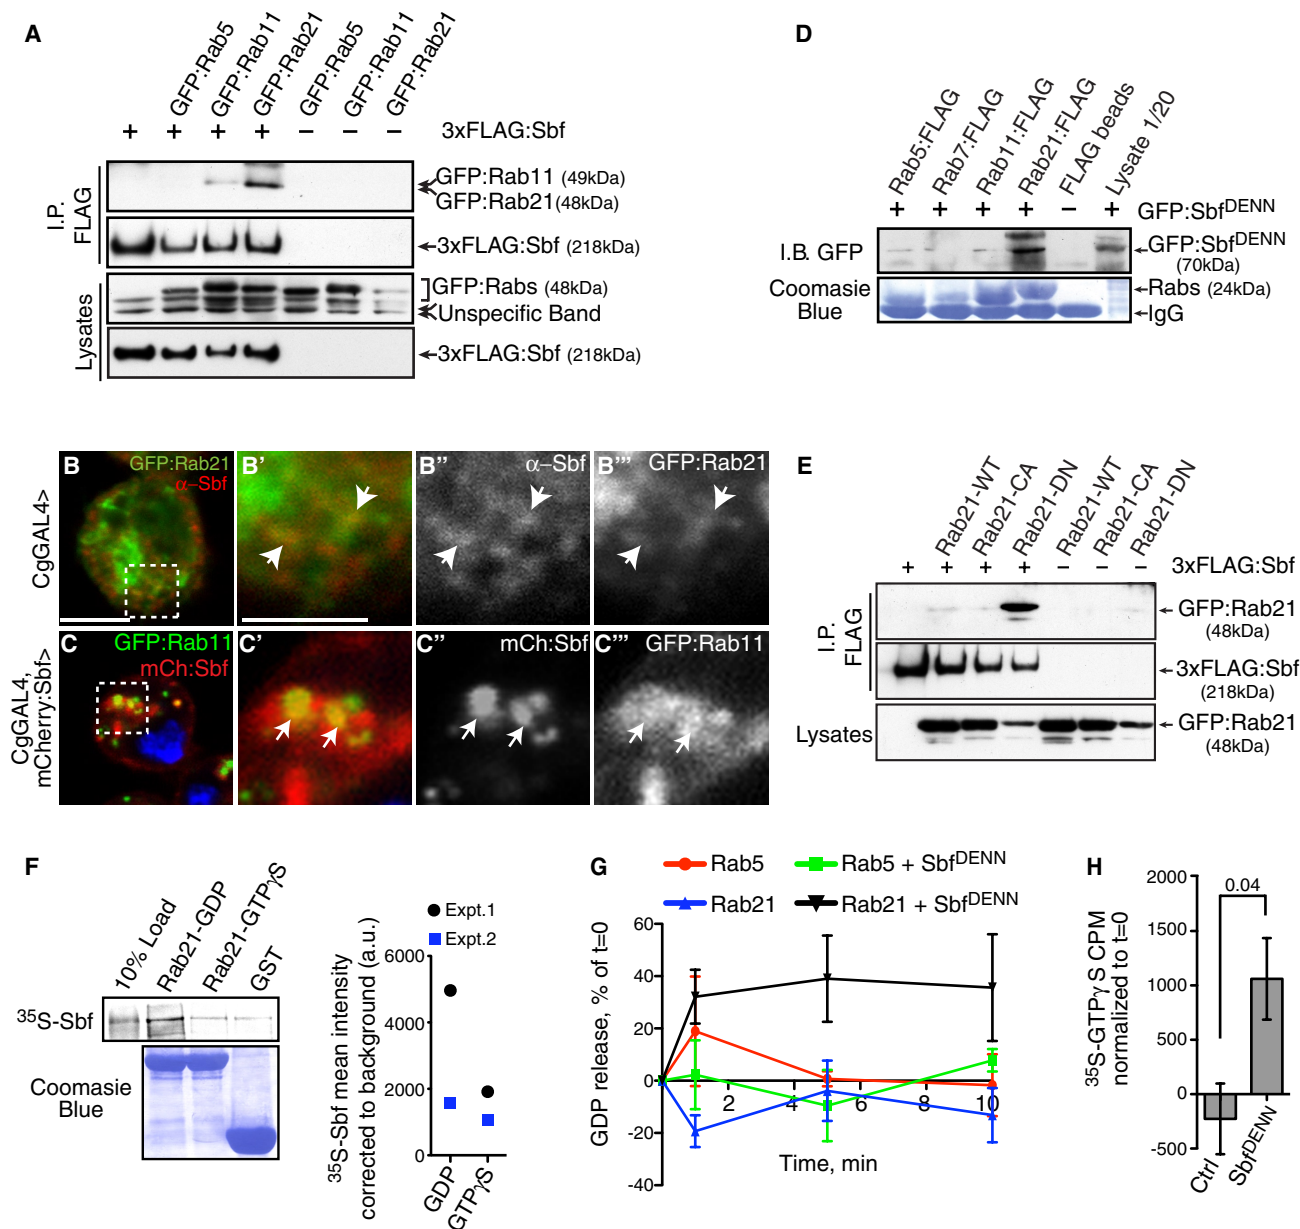 A
GFP:Rab5
GFP:Rab11
GFP:Rab21
GFP:Rab5
GFP:Rab11
GFP:Rab21
+ + + + – – – 3xFLAG:Sbf
I.P. FLAG
GFP:Rab11 (49kDa)
GFP:Rab21 (48kDa)
3xFLAG:Sbf (218kDa)
Lysates
GFP:Rabs (48kDa)
Unspecific Band
3xFLAG:Sbf (218kDa)
D
Rab5:FLAG
Rab7:FLAG
Rab11:FLAG
Rab21:FLAG
FLAG beads
Lysate 1/20
+ + + + – + GFP:Sbf^DENN
I.B. GFP
GFP:Sbf^DENN
(70kDa)
Coomasie Blue
Rabs (24kDa)
IgG
CgGAL4>
B
GFP:Rab21
α–Sbf
B'
B''
α–Sbf
B'''
GFP:Rab21
CgGAL4, mCherry:Sbf>
C
GFP:Rab11
mCh:Sbf
C'
C''
mCh:Sbf
C'''
GFP:Rab11
E
Rab21-WT
Rab21-CA
Rab21-DN
Rab21-WT
Rab21-CA
Rab21-DN
+ + + + – – – 3xFLAG:Sbf
I.P. FLAG
GFP:Rab21
(48kDa)
3xFLAG:Sbf
(218kDa)
Lysates
GFP:Rab21
(48kDa)
F
10% Load
Rab21-GDP
Rab21-GTPγS
GST
³⁵S-Sbf
Coomasie
Blue
Expt.1
Expt.2
³⁵S-Sbf mean intensity
corrected to background (a.u.)
6000
4000
2000
0
GDP
GTPγS
G
Rab5
Rab5 + Sbf^DENN
Rab21
Rab21 + Sbf^DENN
GDP release, % of t=0
60
40
20
0
-20
-40
2 4 6 8 10
Time, min
H
³⁵S-GTPγ S CPM
normalized to t=0
2000
1500
1000
500
0
-500
0.04
Ctrl
Sbf^DENN